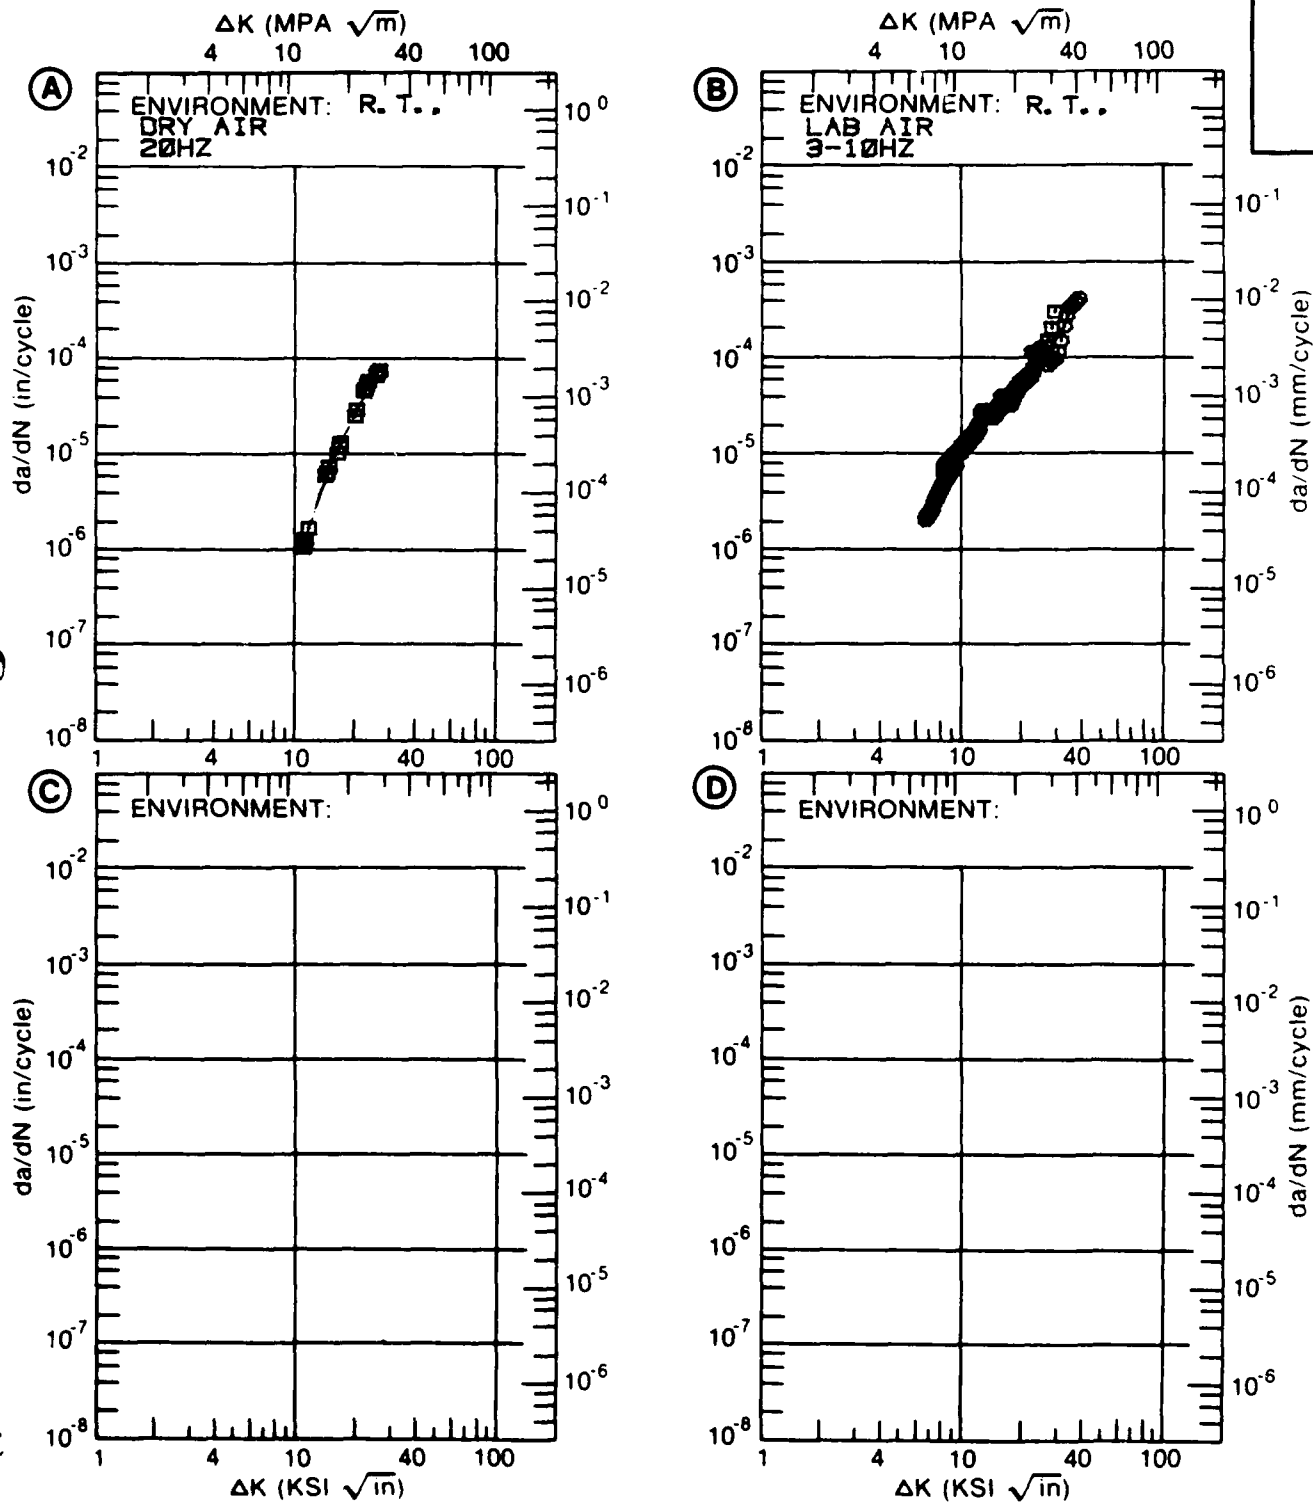 ΔK (MPA √m)
4 10 40 100
A
ENVIRONMENT: R.T.,
DRY AIR
20HZ
10^0
10^-2
10^-1
10^-3
10^-2
10^-4
10^-3
10^-5
10^-4
10^-6
10^-5
10^-7
10^-6
10^-8
1 4 10 40 100
da/dN (in/cycle)
ΔK (MPA √m)
4 10 40 100
B
ENVIRONMENT: R.T.,
LAB AIR
3-10HZ
10^-2
10^-1
10^-3
10^-2
10^-4
10^-3
10^-5
10^-4
10^-6
10^-5
10^-7
10^-6
10^-8
1 4 10 40 100
da/dN (mm/cycle)
C
ENVIRONMENT:
10^0
10^-2
10^-1
10^-3
10^-2
10^-4
10^-3
10^-5
10^-4
10^-6
10^-5
10^-7
10^-6
10^-8
1 4 10 40 100
da/dN (in/cycle)
ΔK (KSI √in)
D
ENVIRONMENT:
10^0
10^-2
10^-1
10^-3
10^-2
10^-4
10^-3
10^-5
10^-4
10^-6
10^-5
10^-7
10^-6
10^-8
1 4 10 40 100
da/dN (mm/cycle)
ΔK (KSI √in)